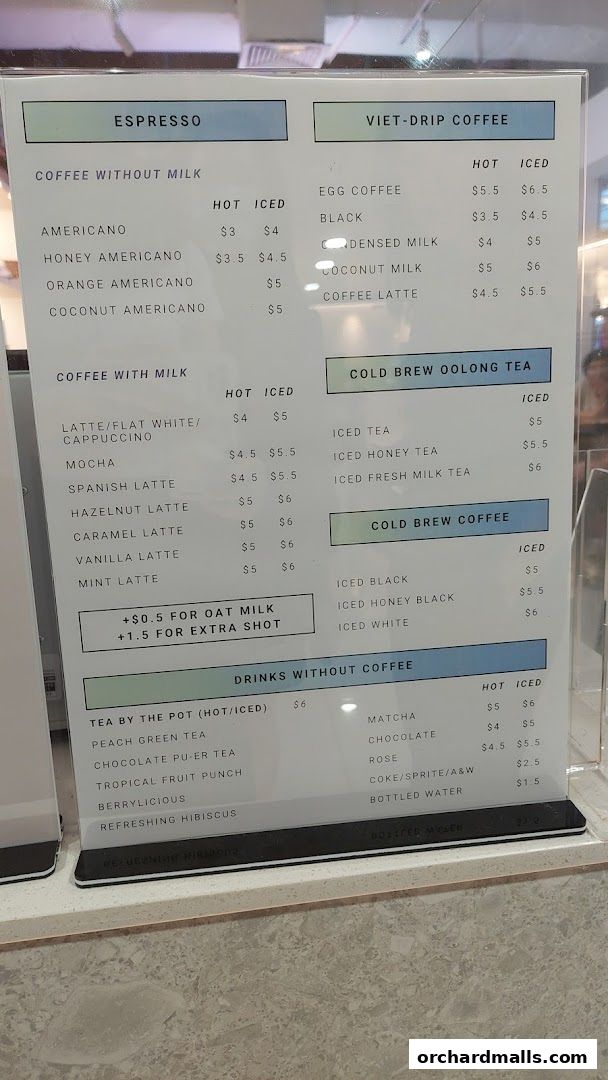 ESPRESSO
COFFEE WITHOUT MILK
HOT ICED
AMERICANO $3 $4
HONEY AMERICANO $3.5 $4.5
ORANGE AMERICANO $5
COCONUT AMERICANO $5
COFFEE WITH MILK
HOT ICED
LATTE/FLAT WHITE/ $4 $5
CAPPUCCINO
MOCHA $4.5 $5.5
SPANISH LATTE $4.5 $5.5
HAZELNUT LATTE $5 $6
CARAMEL LATTE $5 $6
VANILLA LATTE $5 $6
MINT LATTE $5 $6
+$0.5 FOR OAT MILK
+1.5 FOR EXTRA SHOT
VIET-DRIP COFFEE
HOT ICED
EGG COFFEE $5.5 $6.5
BLACK $3.5 $4.5
CONDENSED MILK $4 $5
COCONUT MILK $5 $6
COFFEE LATTE $4.5 $5.5
COLD BREW OOLONG TEA
ICED
ICED TEA $5
ICED HONEY TEA $5.5
ICED FRESH MILK TEA $6
COLD BREW COFFEE
ICED
ICED BLACK $5
ICED HONEY BLACK $5.5
ICED WHITE $6
DRINKS WITHOUT COFFEE
TEA BY THE POT (HOT/ICED) $6
PEACH GREEN TEA
CHOCOLATE PU-ER TEA
TROPICAL FRUIT PUNCH
BERRYLICIOUS
REFRESHING HIBISCUS
HOT ICED
MATCHA $5 $6
CHOCOLATE $4 $5
ROSE $4.5 $5.5
COKE/SPRITE/A&W $2.5
BOTTLED WATER $1.5
orchardmalls.com